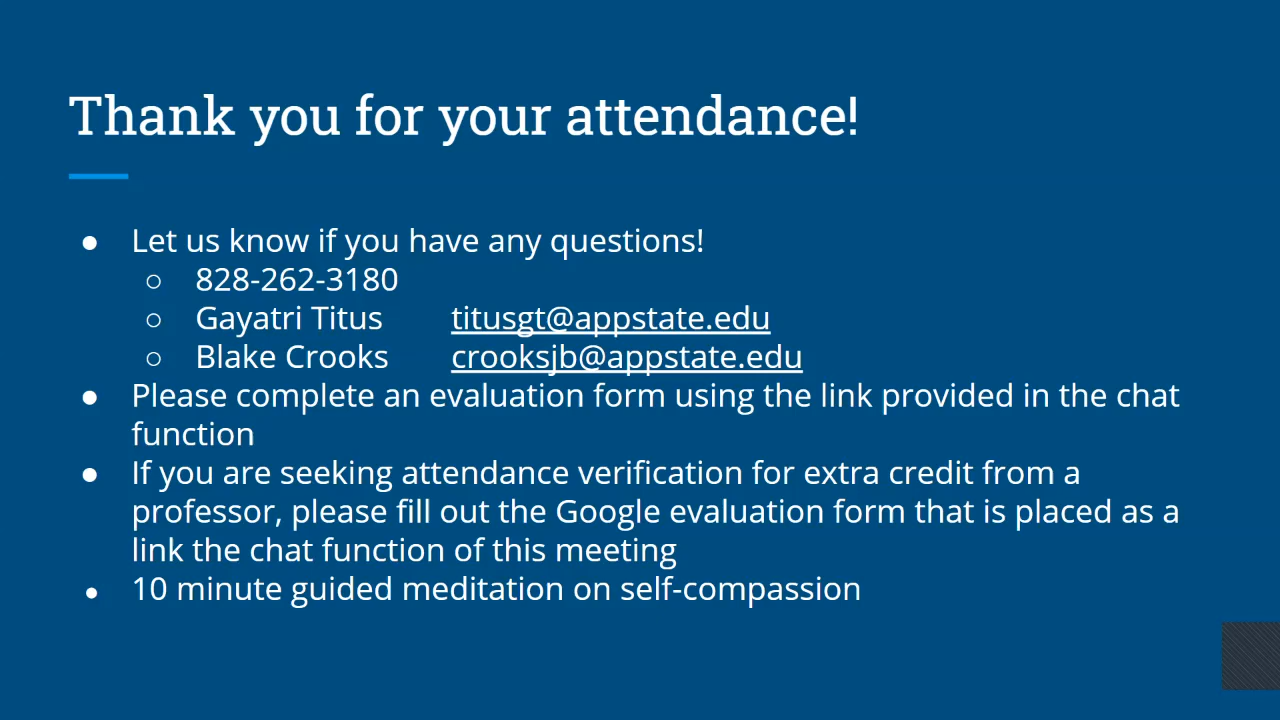 Thank you for your attendance!
● Let us know if you have any questions!
○ 828-262-3180
○ Gayatri Titus titusgt@appstate.edu
○ Blake Crooks crooksjb@appstate.edu
● Please complete an evaluation form using the link provided in the chat
function
● If you are seeking attendance verification for extra credit from a
professor, please fill out the Google evaluation form that is placed as a
link the chat function of this meeting
● 10 minute guided meditation on self-compassion